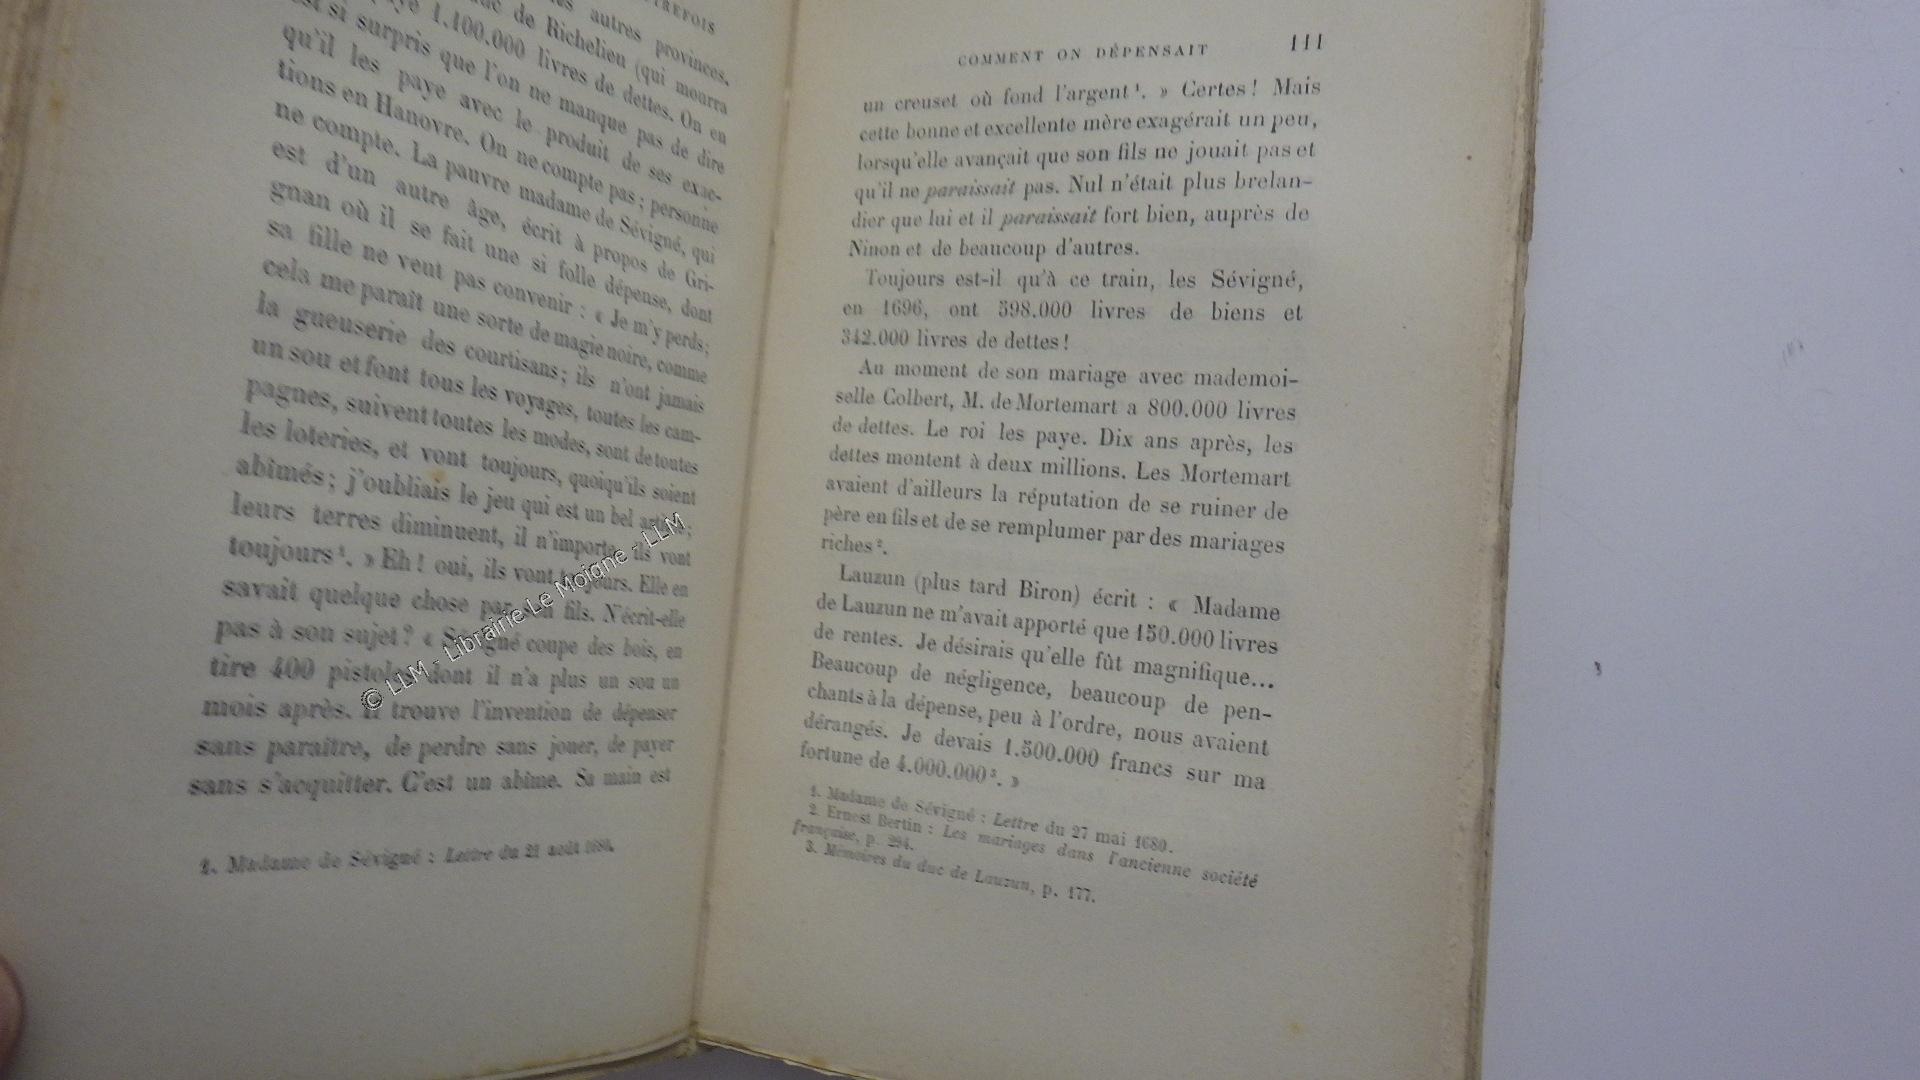 TREFOIS
autres provinces.
de Richelieu (qui mourra
1.100.000 livres de dettes. On en
si surpris que l'on ne manque pas de dire
qu'il les paye avec le produit de ses exac-
tions en Hanovre. On ne compte pas; personne
ne compte. La pauvre madame de Sévigné, qui
est d'un autre âge, écrit à propos de Gri-
gnan où il se fait une si folle dépense, dont
sa fille ne veut pas convenir : « Je m'y perds;
cela me paraît une sorte de magie noire, comme
la gueuserie des courtisans; ils n'ont jamais
un sou et font tous les voyages, toutes les cam-
pagnes, suivent toutes les modes, sont de toutes
les loteries, et vont toujours, quoiqu'ils soient
abîmés; j'oubliais le jeu qui est un bel article;
leurs terres diminuent, il n'importe, ils vont
toujours¹. » Eh! oui, ils vont toujours. Elle en
savait quelque chose par son fils. N'écrit-elle
pas à son sujet? « Sévigné coupe des bois, en
tire 400 pistoles dont il n'a plus un sou un
mois après. Il trouve l'invention de dépenser
sans paraître, de perdre sans jouer, de payer
sans s'acquitter. C'est un abîme. Sa main est
1. Madame de Sévigné : Lettre du 21 août
© LLM - Librairie Le Moigne - LLM
COMMENT ON DÉPENSAIT 111
un creuset où fond l'argent¹. » Certes! Mais
cette bonne et excellente mère exagérait un peu,
lorsqu'elle avançait que son fils ne jouait pas et
qu'il ne paraissait pas. Nul n'était plus brelan-
dier que lui et il paraissait fort bien, auprès de
Ninon et de beaucoup d'autres.
Toujours est-il qu'à ce train, les Sévigné,
en 1696, ont 598.000 livres de biens et
342.000 livres de dettes!
Au moment de son mariage avec mademoi-
selle Colbert, M. de Mortemart a 800.000 livres
de dettes. Le roi les paye. Dix ans après, les
dettes montent à deux millions. Les Mortemart
avaient d'ailleurs la réputation de se ruiner de
père en fils et de se remplumer par des mariages
riches².
Lauzun (plus tard Biron) écrit : « Madame
de Lauzun ne m'avait apporté que 150.000 livres
de rentes. Je désirais qu'elle fût magnifique...
Beaucoup de négligence, beaucoup de pen-
chants à la dépense, peu à l'ordre, nous avaient
dérangés. Je devais 1.500.000 francs sur ma
fortune de 4.000.000³. »
1. Madame de Sévigné : Lettre du 27 mai 1680.
2. Ernest Bertin : Les mariages dans l'ancienne société
française, p. 294.
3. Mémoires du duc de Lauzun, p. 177.